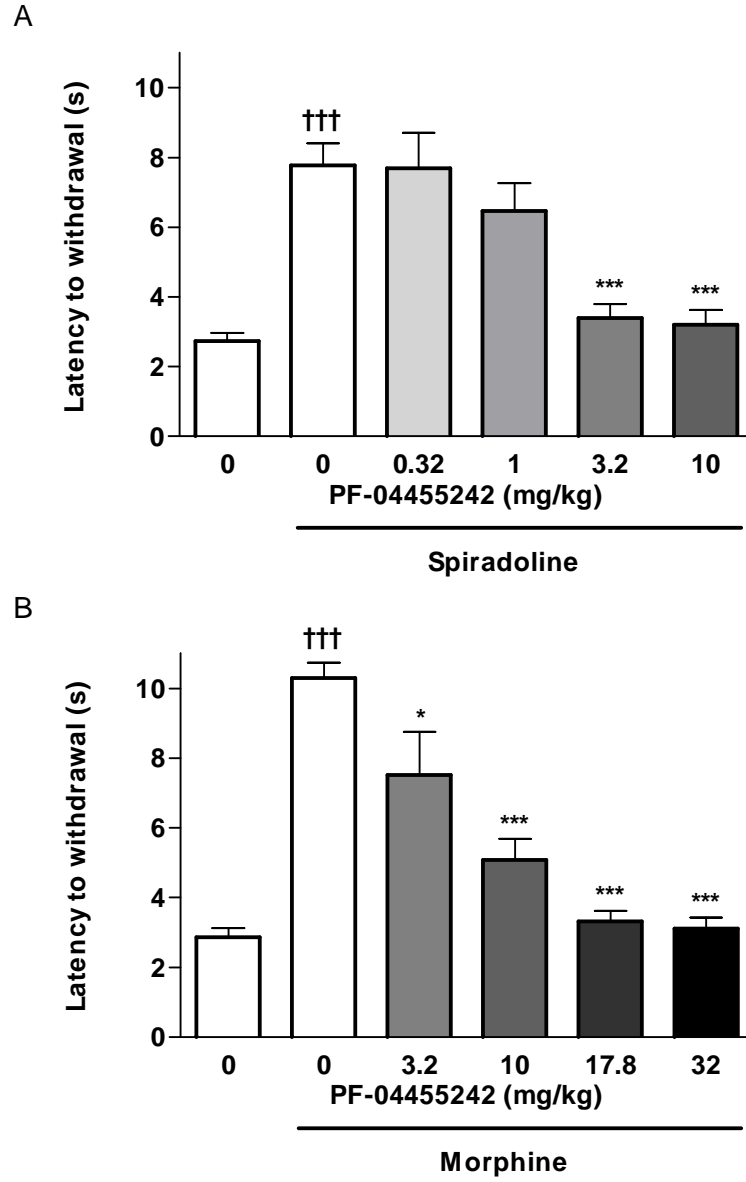 A
Latency to withdrawal (s)
10
8
6
4
2
0
†††
***
***
0 0 0.32 1 3.2 10
PF-04455242 (mg/kg)
Spiradoline
B
Latency to withdrawal (s)
10
8
6
4
2
0
†††
*
***
***
***
0 0 3.2 10 17.8 32
PF-04455242 (mg/kg)
Morphine